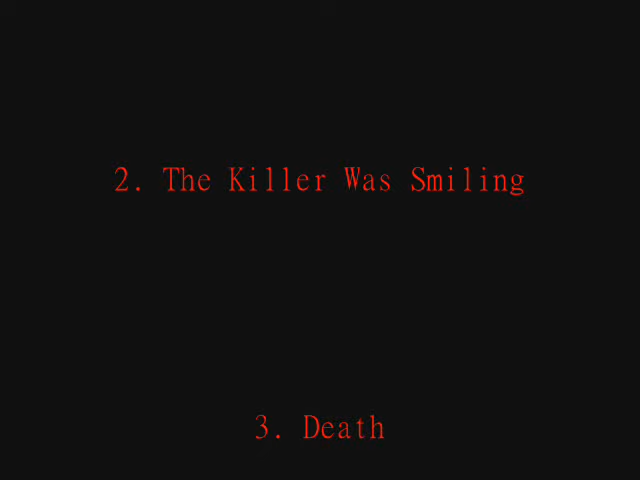 2. The Killer Was Smiling
3. Death